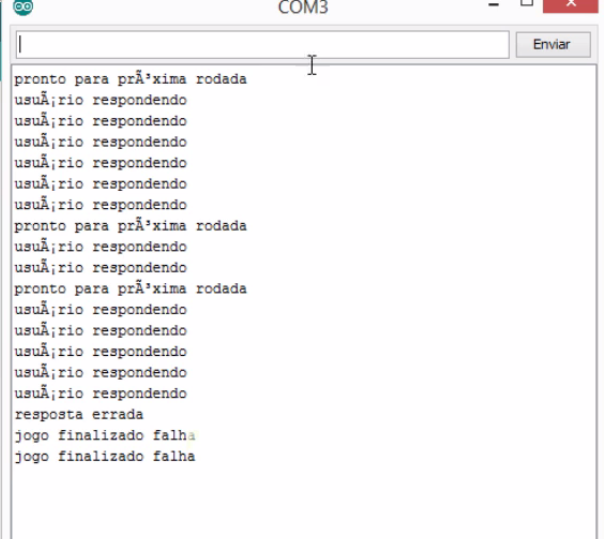 COM3
Enviar
pronto para prÃ³xima rodada
usuÃ¡rio respondendo
usuÃ¡rio respondendo
usuÃ¡rio respondendo
usuÃ¡rio respondendo
usuÃ¡rio respondendo
usuÃ¡rio respondendo
pronto para prÃ³xima rodada
usuÃ¡rio respondendo
usuÃ¡rio respondendo
pronto para prÃ³xima rodada
usuÃ¡rio respondendo
usuÃ¡rio respondendo
usuÃ¡rio respondendo
usuÃ¡rio respondendo
usuÃ¡rio respondendo
resposta errada
jogo finalizado falha
jogo finalizado falha